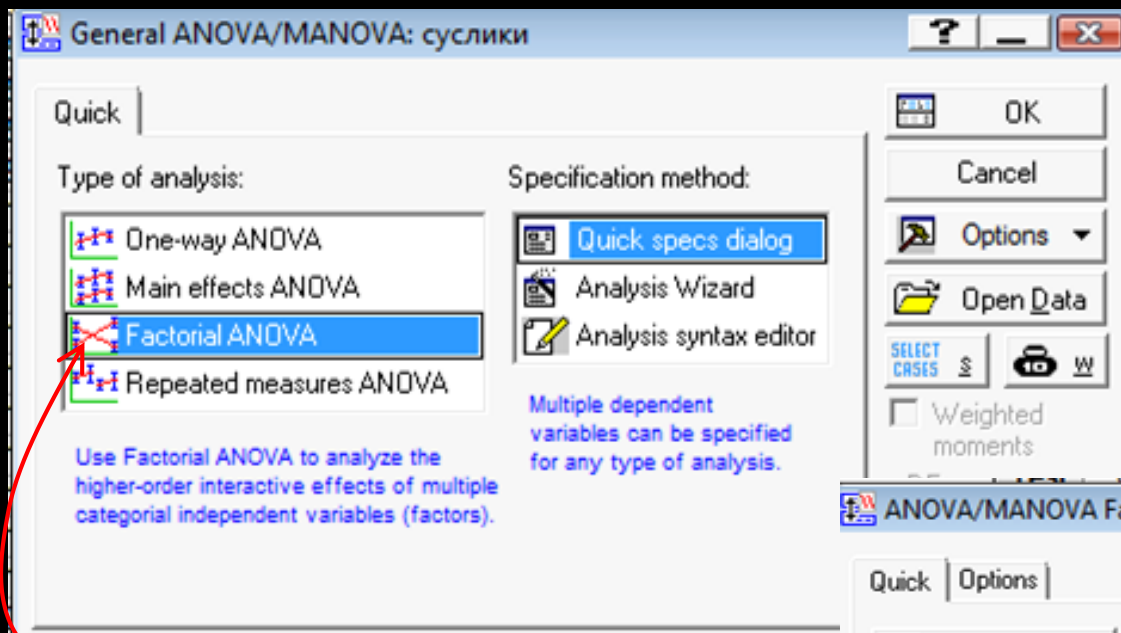 General ANOVA/MANOVA: суслики
Quick
Type of analysis:
One-way ANOVA
Main effects ANOVA
Factorial ANOVA
Repeated measures ANOVA
Use Factorial ANOVA to analyze the
higher-order interactive effects of multiple
categorial independent variables (factors).
Specification method:
Quick specs dialog
Analysis Wizard
Analysis syntax editor
Multiple dependent
variables can be specified
for any type of analysis.
OK
Cancel
Options
Open Data
SELECT
CASES
S
W
Weighted
moments
ANOVA/MANOVA Fa
Quick
Options